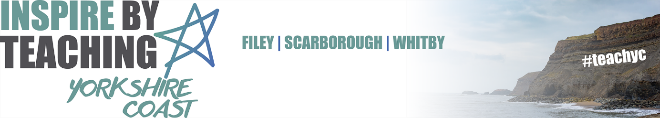 INSPIRE BY
TEACHING
YORKSHIRE
COAST
FILEY | SCARBOROUGH | WHITBY
#teachyc